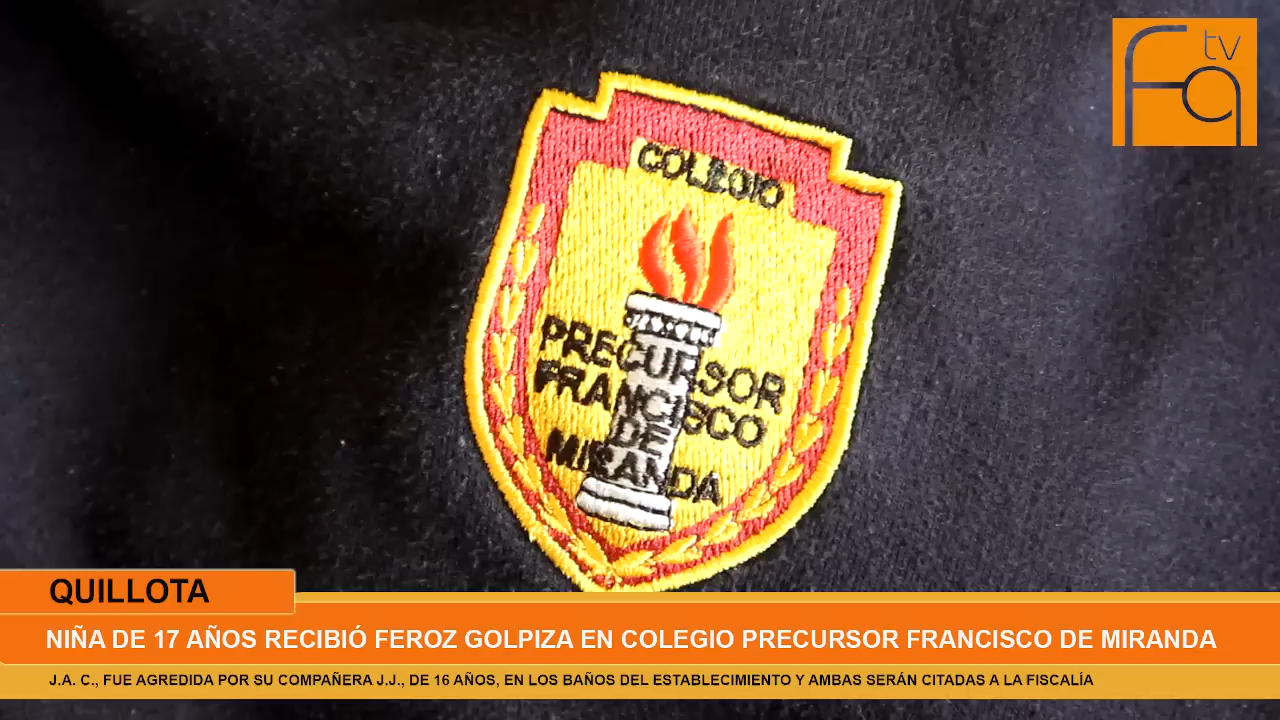 tv
fq
COLEGIO
PRECURSOR
FRANCISCO
DE
MIRANDA
QUILLOTA
NIÑA DE 17 AÑOS RECIBIÓ FEROZ GOLPIZA EN COLEGIO PRECURSOR FRANCISCO DE MIRANDA
J.A. C., FUE AGREDIDA POR SU COMPAÑERA J.J., DE 16 AÑOS, EN LOS BAÑOS DEL ESTABLECIMIENTO Y AMBAS SERÁN CITADAS A LA FISCALÍA